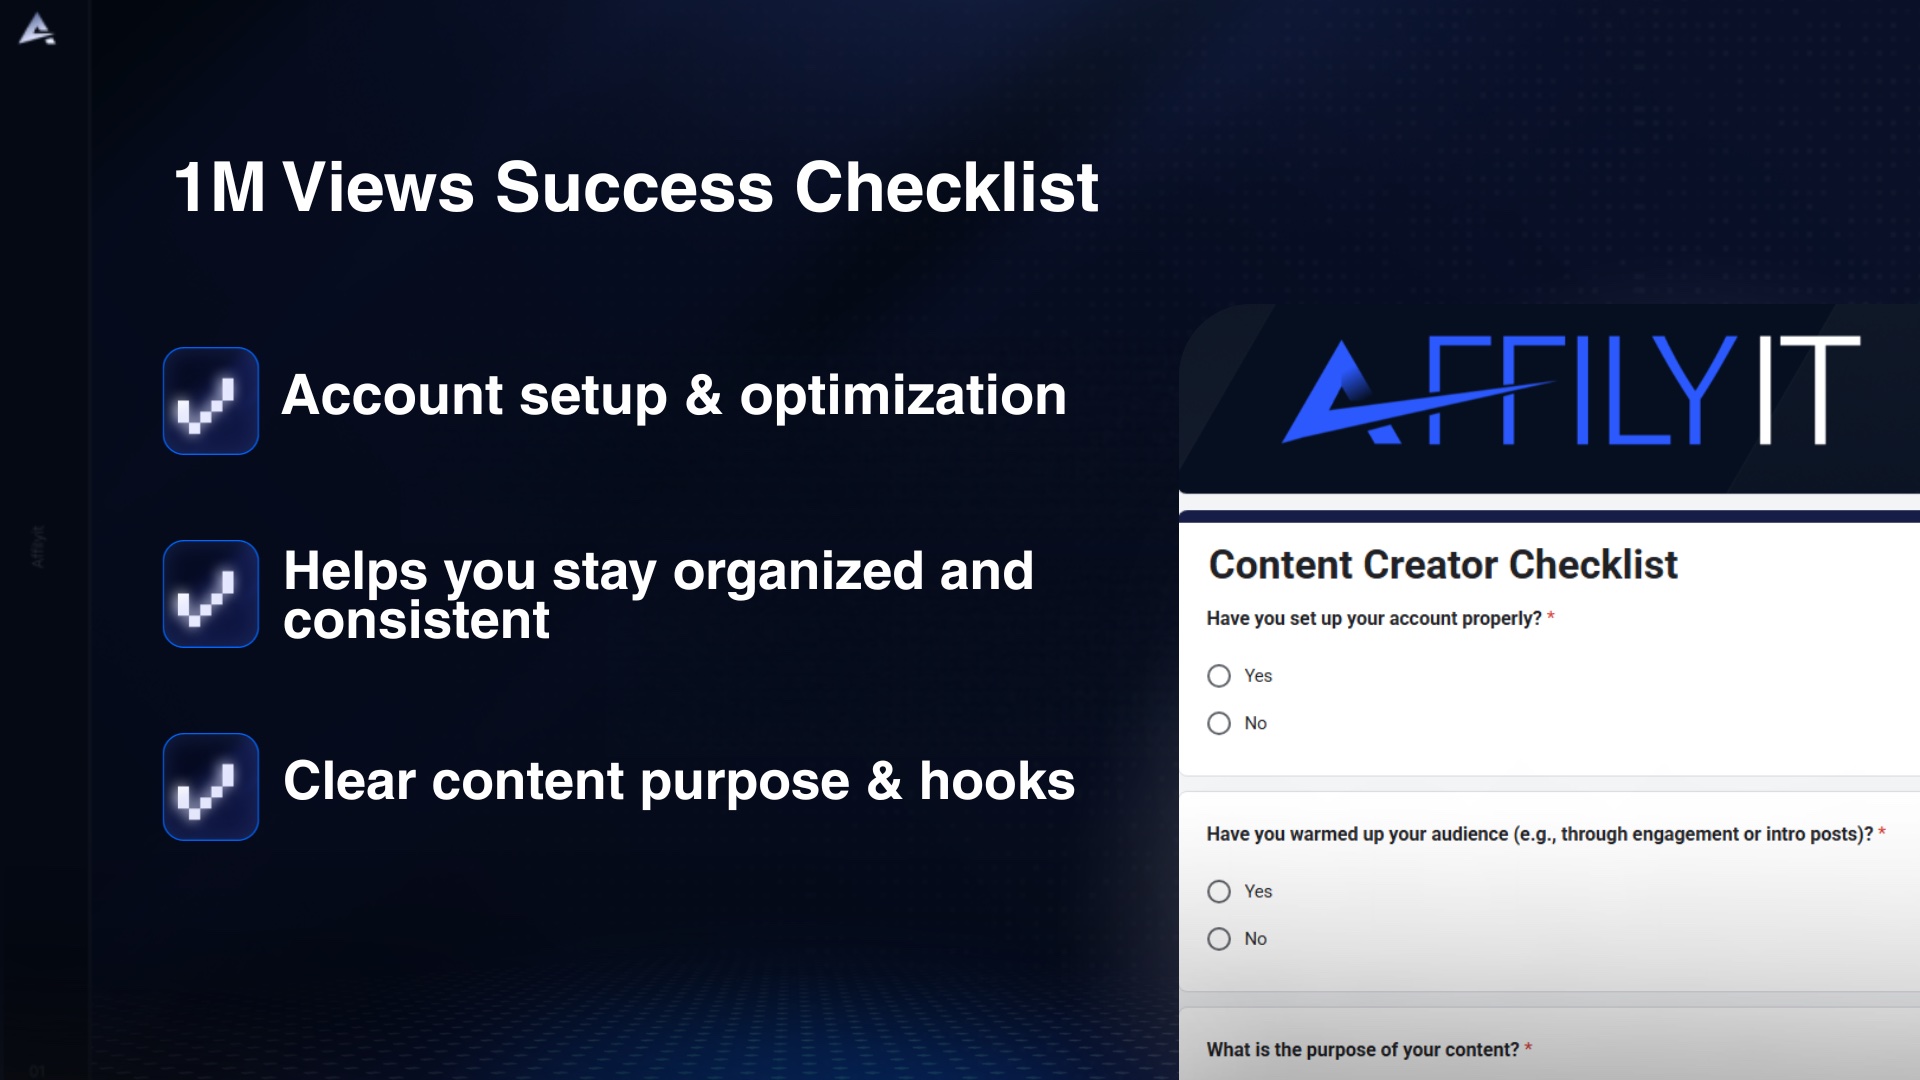 1M Views Success Checklist
Account setup & optimization
Helps you stay organized and
consistent
Clear content purpose & hooks
Affilyit
01
AFFILYIT
Content Creator Checklist
Have you set up your account properly? *
Yes
No
Have you warmed up your audience (e.g., through engagement or intro posts)? *
Yes
No
What is the purpose of your content? *